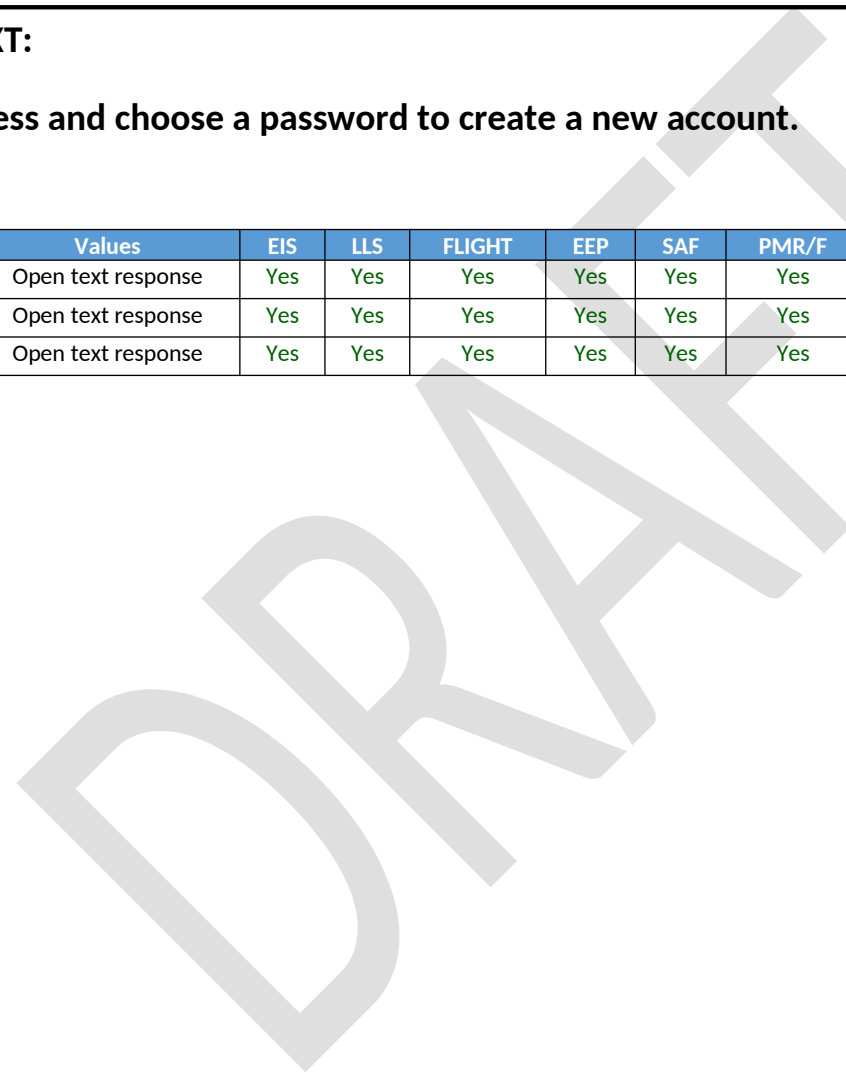 XT:
ess and choose a password to create a new account.
Values EIS LLS FLIGHT EEP SAF PMR/F
Open text response Yes Yes Yes Yes Yes Yes
Open text response Yes Yes Yes Yes Yes Yes
Open text response Yes Yes Yes Yes Yes Yes
DRAFT